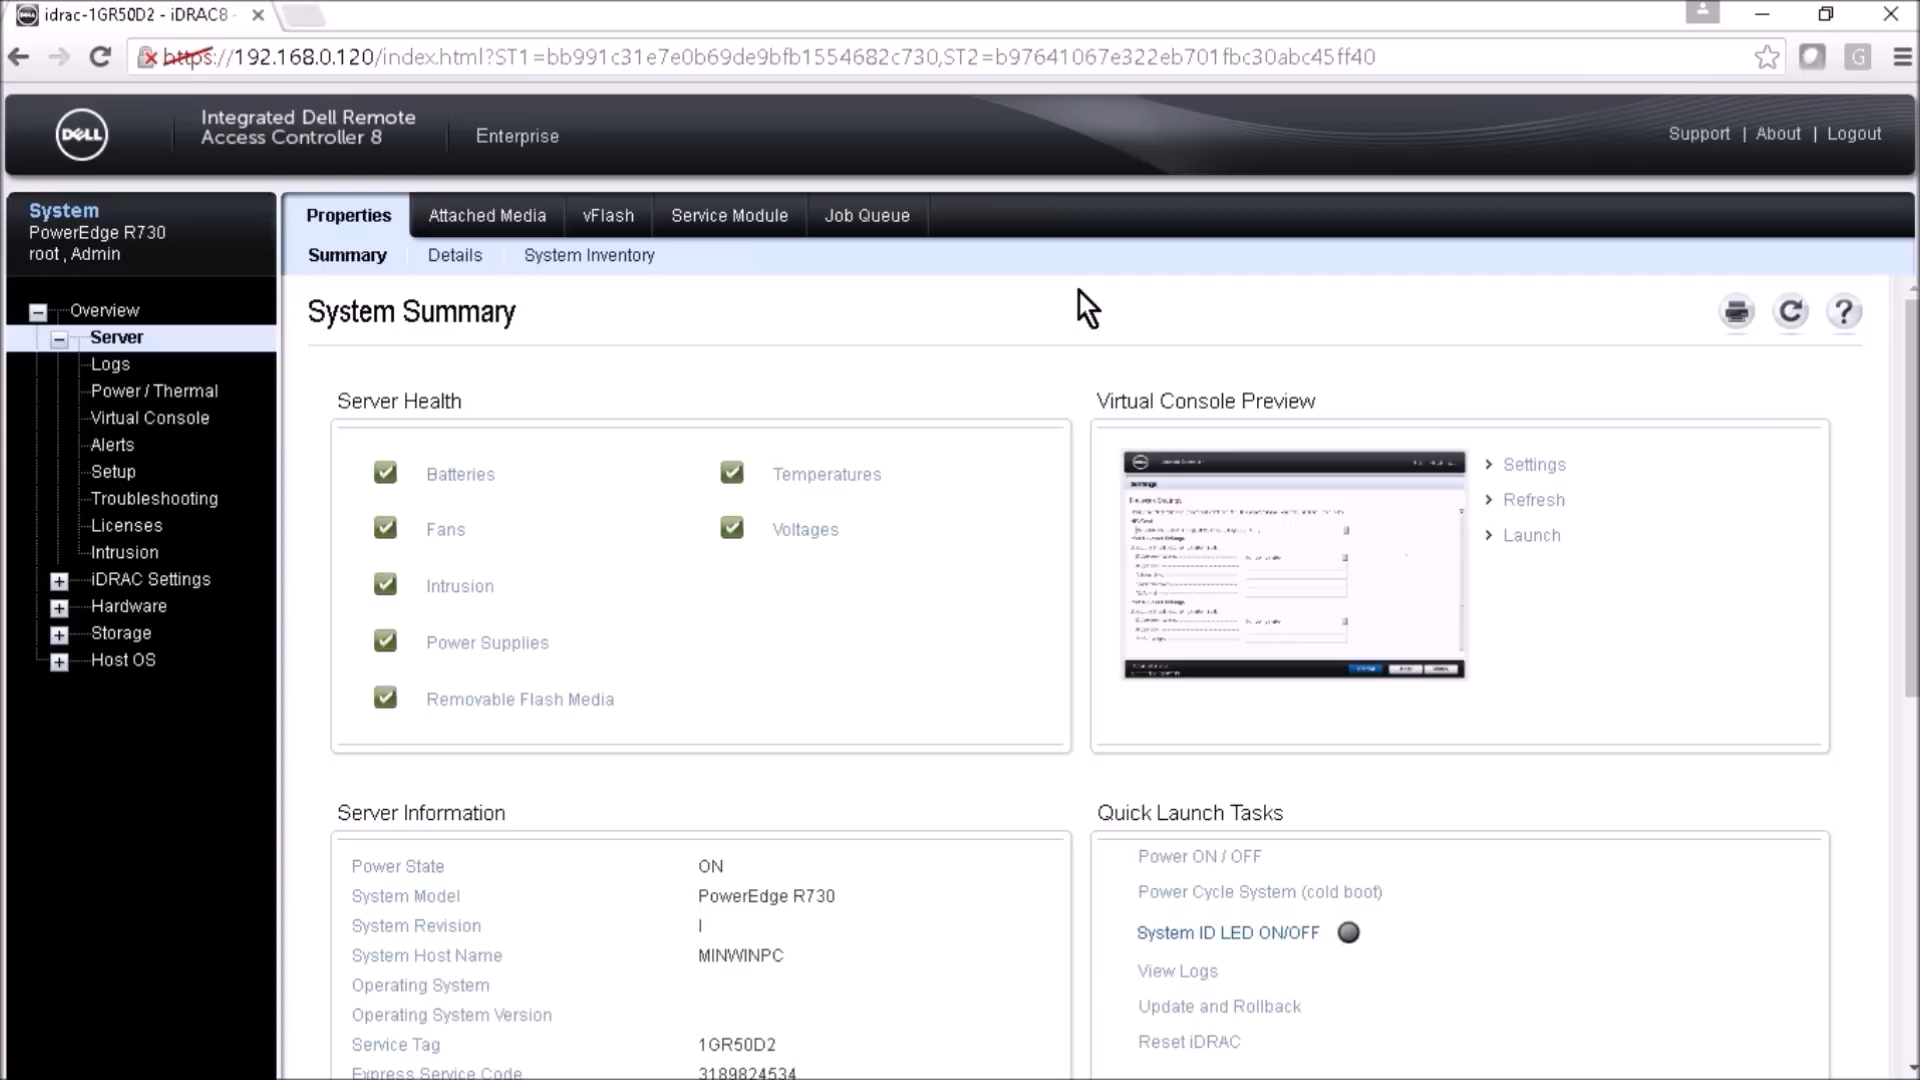 idrac-1GR50D2 - iDRAC8 -
https://192.168.0.120/index.html?ST1=bb991c31e7e0b69de9bfb1554682c730,ST2=b97641067e322eb701fbc30abc45ff40
G
DELL
Integrated Dell Remote
Access Controller 8
Enterprise
Support | About | Logout
System
PowerEdge R730
root , Admin
Overview
Server
Logs
Power / Thermal
Virtual Console
Alerts
Setup
Troubleshooting
Licenses
Intrusion
iDRAC Settings
Hardware
Storage
Host OS
Properties
Attached Media
vFlash
Service Module
Job Queue
Summary
Details
System Inventory
System Summary
?
Server Health
Batteries
Temperatures
Fans
Voltages
Intrusion
Power Supplies
Removable Flash Media
Virtual Console Preview
Settings
Settings
Refresh
Launch
Server Information
Power State ON
System Model PowerEdge R730
System Revision I
System Host Name MINWINPC
Operating System
Operating System Version
Service Tag 1GR50D2
Express Service Code 3189824534
Quick Launch Tasks
Power ON / OFF
Power Cycle System (cold boot)
System ID LED ON/OFF
View Logs
Update and Rollback
Reset iDRAC